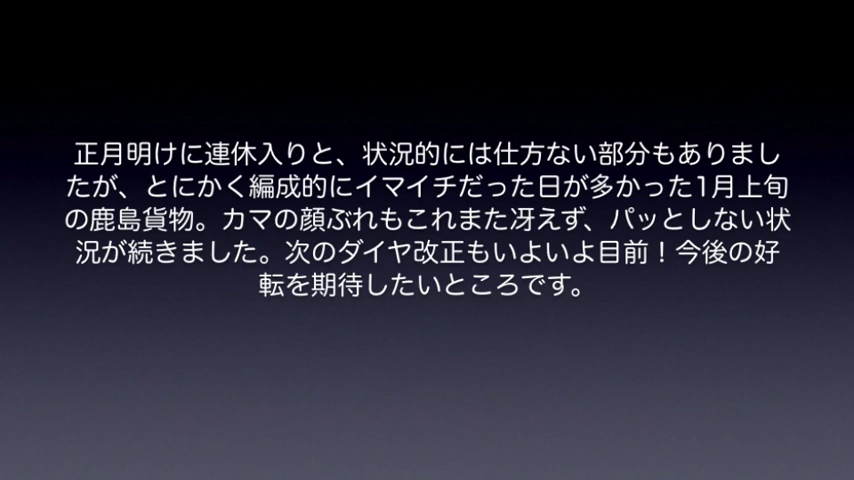 正月明けに連休入りと、状況的には仕方ない部分もありまし
たが、とにかく編成的にイマイチだった日が多かった1月上旬
の鹿島貨物。カマの顔ぶれもこれまた冴えず、パッとしない状
況が続きました。次のダイヤ改正もいよいよ目前！今後の好
転を期待したいところです。